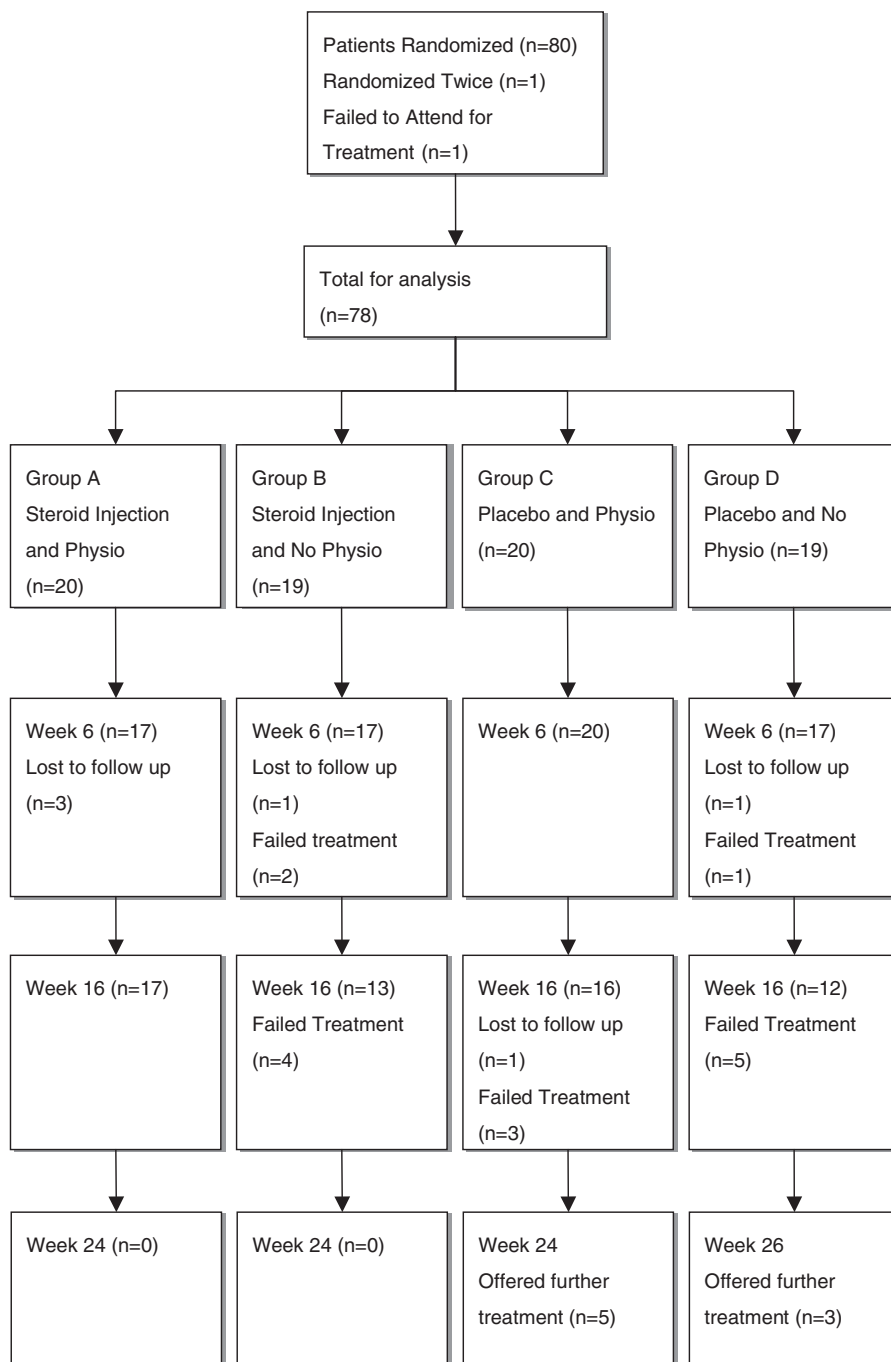 Patients Randomized (n=80)
Randomized Twice (n=1)
Failed to Attend for
Treatment (n=1)
Total for analysis
(n=78)
Group A
Steroid Injection
and Physio
(n=20)
Group B
Steroid Injection
and No Physio
(n=19)
Group C
Placebo and Physio
(n=20)
Group D
Placebo and No
Physio (n=19)
Week 6 (n=17)
Lost to follow up
(n=3)
Week 6 (n=17)
Lost to follow up
(n=1)
Failed treatment
(n=2)
Week 6 (n=20)
Week 6 (n=17)
Lost to follow up
(n=1)
Failed Treatment
(n=1)
Week 16 (n=17)
Week 16 (n=13)
Failed Treatment
(n=4)
Week 16 (n=16)
Lost to follow up
(n=1)
Failed Treatment
(n=3)
Week 16 (n=12)
Failed Treatment
(n=5)
Week 24 (n=0)
Week 24 (n=0)
Week 24
Offered further
treatment (n=5)
Week 26
Offered further
treatment (n=3)